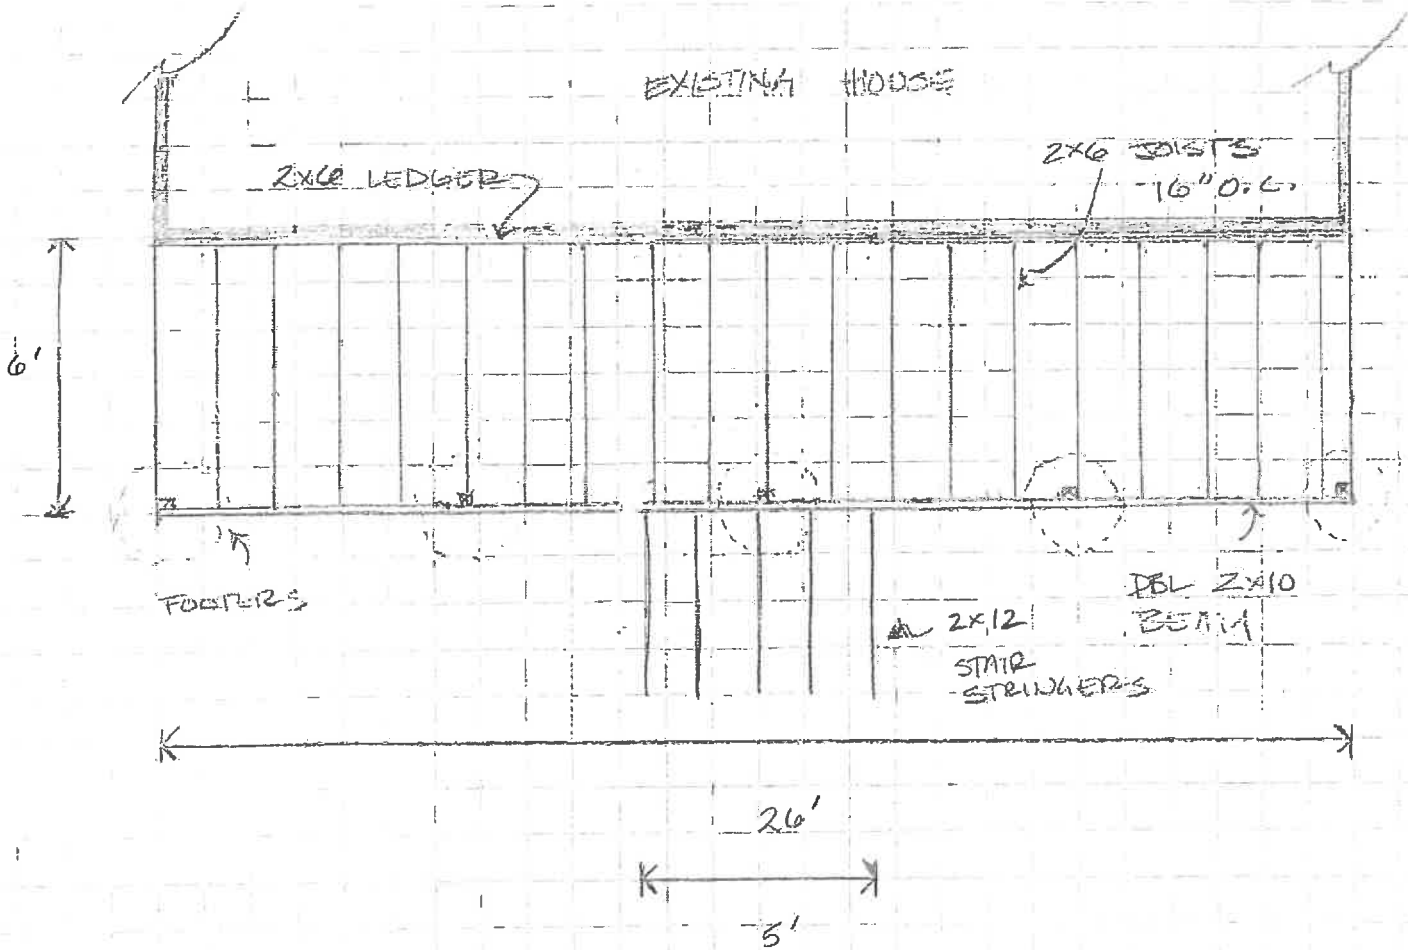 EXISTING HOUSE
2X6 JOISTS
16" O.C.
2X6 LEDGER
6'
FOOTERS
DBL 2X10
BEAM
2X12
STAIR
STRINGERS
26'
5'